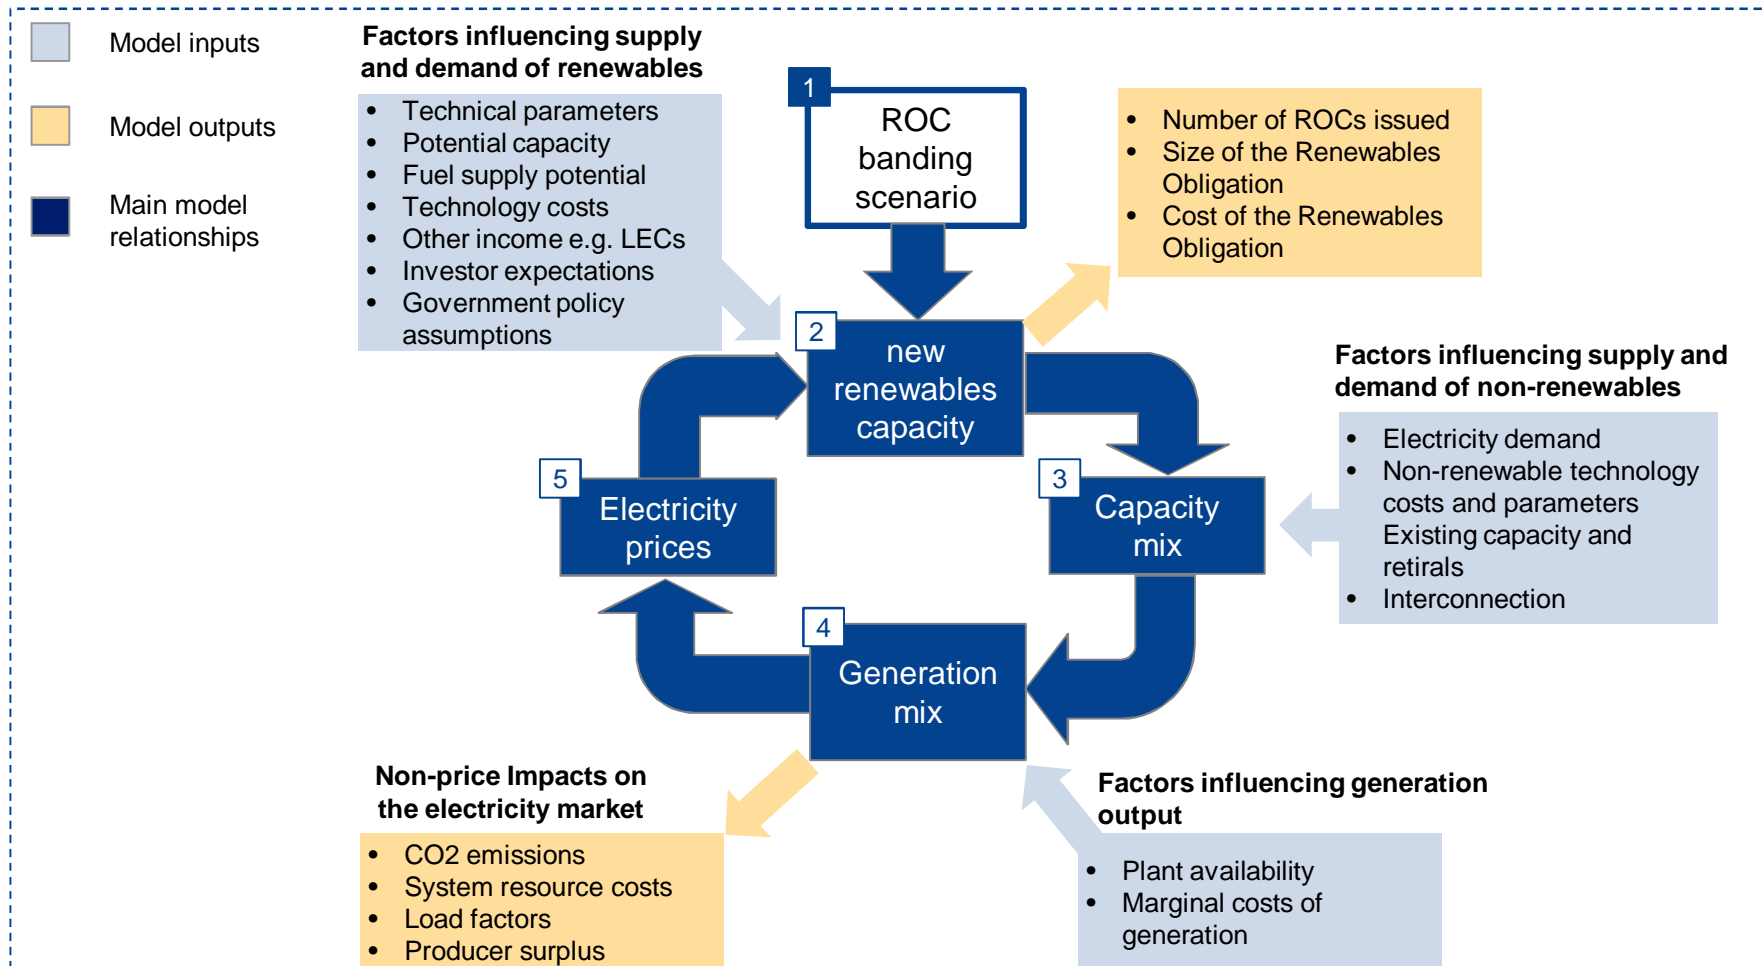 Model inputs
Model outputs
Main model
relationships
Factors influencing supply
and demand of renewables
• Technical parameters
• Potential capacity
• Fuel supply potential
• Technology costs
• Other income e.g. LECs
• Investor expectations
• Government policy
assumptions
1
ROC
banding
scenario
• Number of ROCs issued
• Size of the Renewables
Obligation
• Cost of the Renewables
Obligation
2
new
renewables
capacity
Factors influencing supply and
demand of non-renewables
• Electricity demand
• Non-renewable technology
costs and parameters
Existing capacity and
retirals
• Interconnection
3
Capacity
mix
5
Electricity
prices
4
Generation
mix
Non-price Impacts on
the electricity market
• CO2 emissions
• System resource costs
• Load factors
• Producer surplus
Factors influencing generation
output
• Plant availability
• Marginal costs of
generation